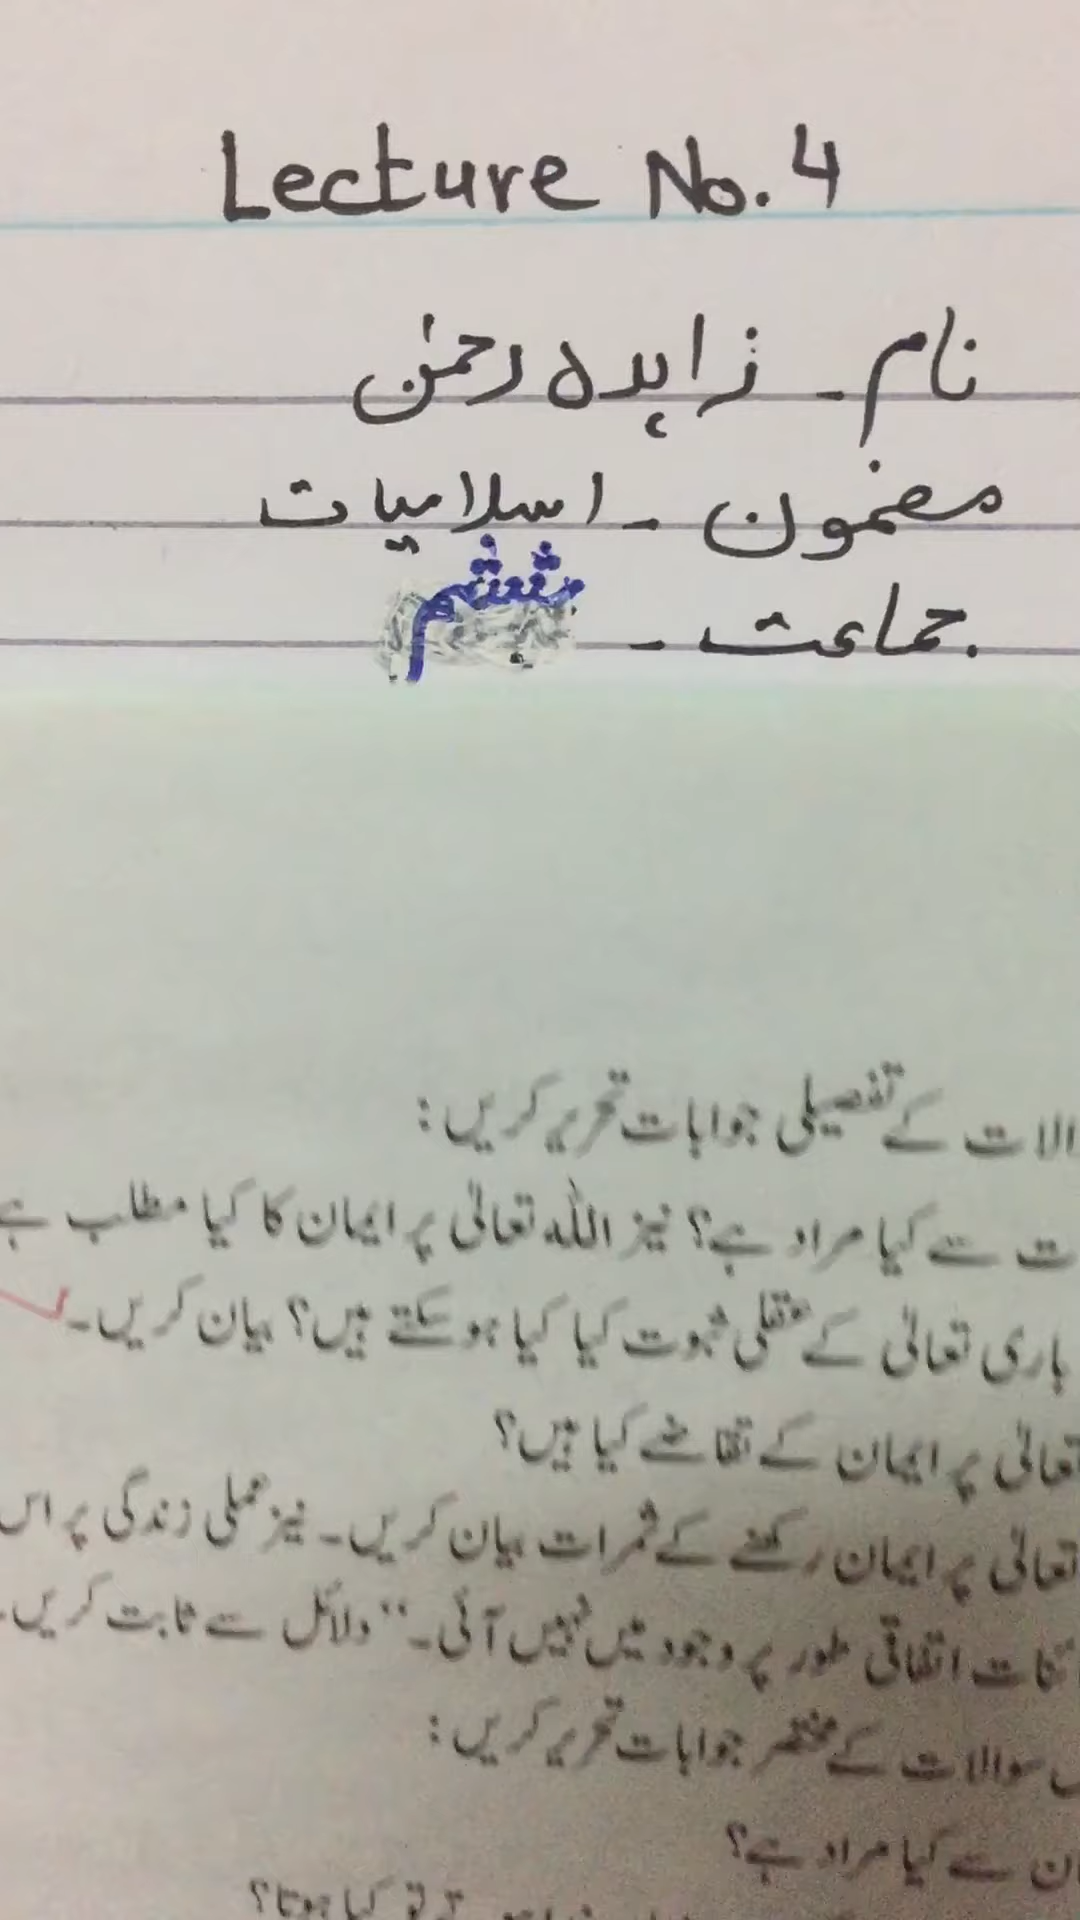 Lecture No. 4
نام ۔ زاہدہ رحمٰن
مضمون ۔ اسلامیات
جماعت ۔ ششم
کے تفصیلی جوابات تحریر کریں:
سے کیا مراد ہے؟ نیز اللہ تعالیٰ پر ایمان کا کیا مطلب ہے
باری تعالیٰ کے عقلی ثبوت کیا کیا ہو سکتے ہیں؟ بیان کریں۔
تعالیٰ پر ایمان کے تقاضے کیا ہیں؟
تعالیٰ پر ایمان رکھنے کے ثمرات بیان کریں۔ نیز عملی زندگی پر اس
اتفاقی طور پر وجود میں نہیں آئی۔“ دلائل سے ثابت کریں۔
سوالات کے مختصر جوابات تحریر کریں:
سے کیا مراد ہے؟
تو کیا ہوتا؟